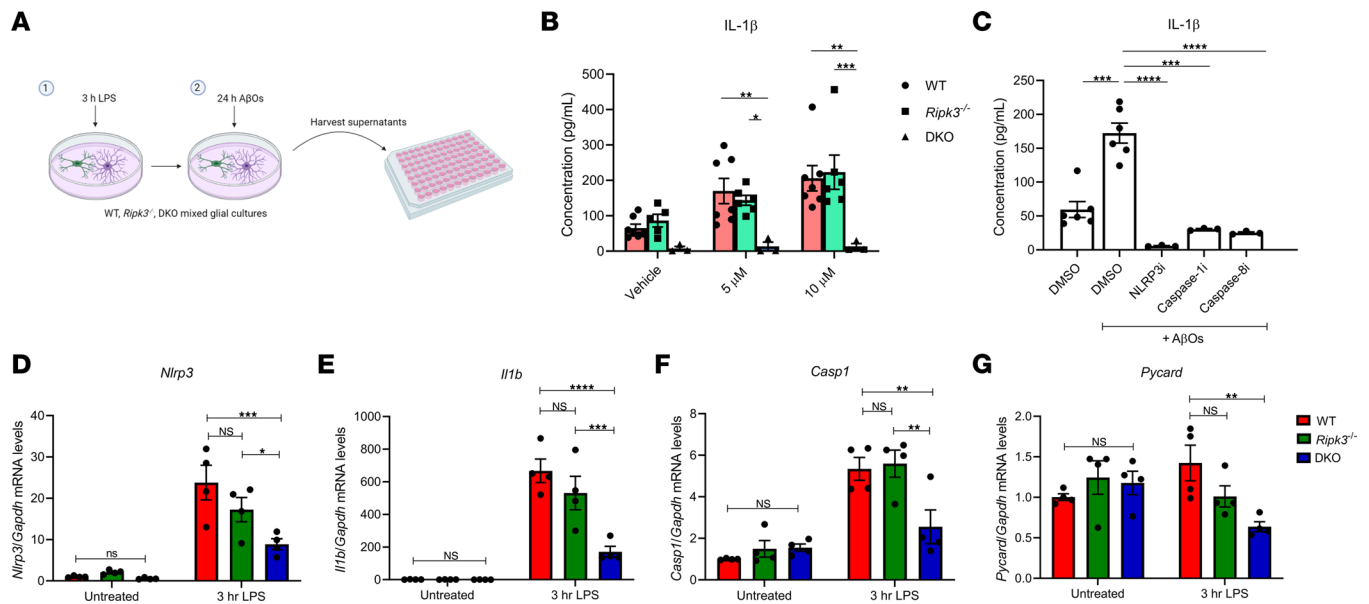 A
1
3 h LPS
2
24 h AβOs
Harvest supernatants
WT, Ripk3-/-, DKO mixed glial cultures
B
IL-1β
Concentration (pg/mL)
500
400
300
200
100
0
**
***
**
*
WT
Ripk3-/-
DKO
Vehicle
5 μM
10 μM
C
IL-1β
Concentration (pg/mL)
250
200
150
100
50
0
****
***
***
****
DMSO
DMSO
NLRP3i
Caspase-1i
Caspase-8i
+ AβOs
D
Nlrp3
Nlrp3/Gapdh mRNA levels
40
30
20
10
0
ns
***
NS
*
Untreated
3 hr LPS
E
Il1b
Il1b/Gapdh mRNA levels
1000
800
600
400
200
0
NS
****
NS
***
Untreated
3 hr LPS
F
Casp1
Casp1/Gapdh mRNA levels
8
6
4
2
0
NS
**
NS
**
Untreated
3 hr LPS
G
Pycard
Pycard/Gapdh mRNA levels
2.0
1.5
1.0
0.5
0.0
NS
**
NS
Untreated
3 hr LPS
WT
Ripk3-/-
DKO